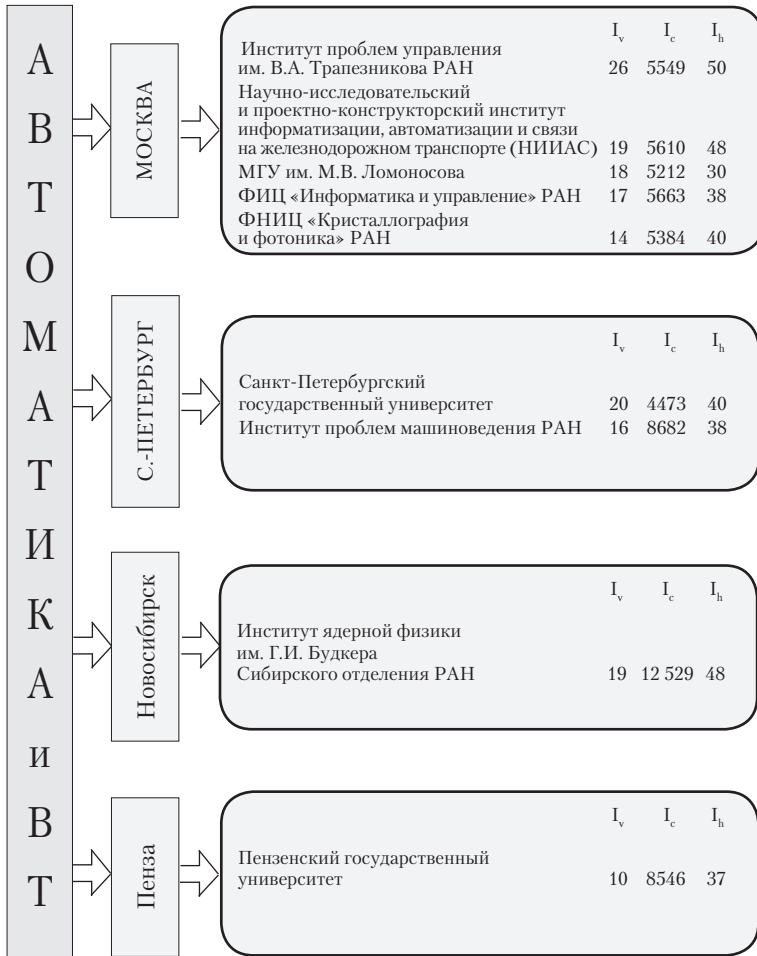 АВТОМАТИКА и ВТ
МОСКВА
I_v I_c I_h
Институт проблем управления
им. В.А. Трапезникова РАН 26 5549 50
Научно-исследовательский
и проектно-конструкторский институт
информатизации, автоматизации и связи
на железнодорожном транспорте (НИИАС) 19 5610 48
МГУ им. М.В. Ломоносова 18 5212 30
ФИЦ «Информатика и управление» РАН 17 5663 38
ФНИЦ «Кристаллография
и фотоника» РАН 14 5384 40
С.-ПЕТЕРБУРГ
I_v I_c I_h
Санкт-Петербургский
государственный университет 20 4473 40
Институт проблем машиноведения РАН 16 8682 38
Новосибирск
I_v I_c I_h
Институт ядерной физики
им. Г.И. Будкера
Сибирского отделения РАН 19 12 529 48
Пенза
I_v I_c I_h
Пензенский государственный
университет 10 8546 37